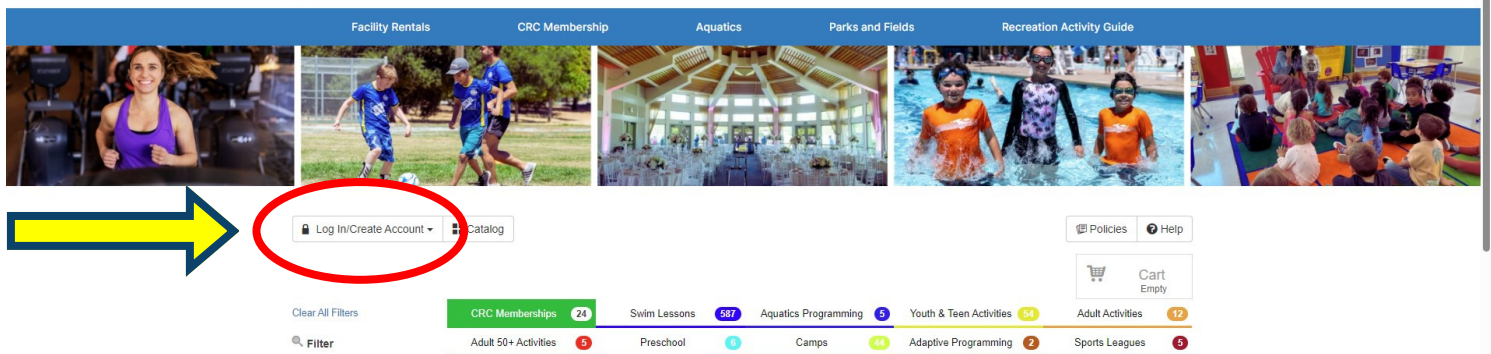 Facility Rentals CRC Membership Aquatics Parks and Fields Recreation Activity Guide
Log In/Create Account Catalog Policies Help
Cart
Empty
Clear All Filters CRC Memberships 24 Swim Lessons 587 Aquatics Programming 5 Youth & Teen Activities 54 Adult Activities 12
Filter Adult 50+ Activities 5 Preschool 6 Camps 44 Adaptive Programming 2 Sports Leagues 5